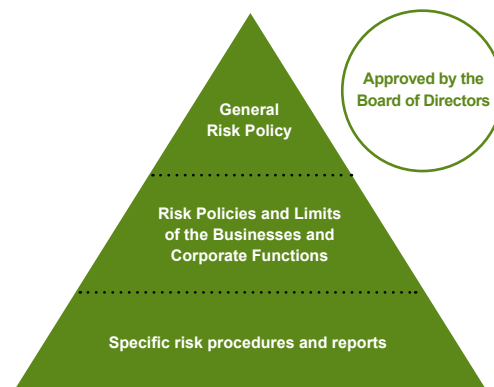 General
Risk Policy
Approved by the
Board of Directors
Risk Policies and Limits
of the Businesses and
Corporate Functions
Specific risk procedures and reports